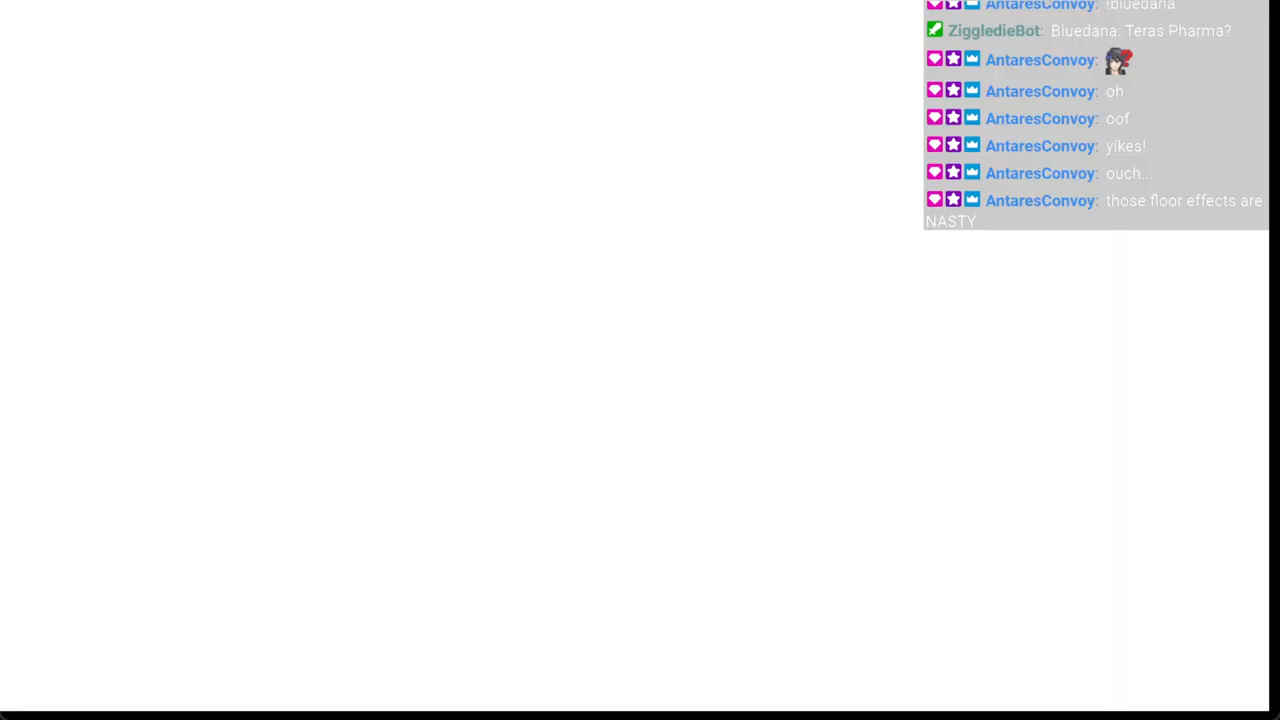 AntaresConvoy: !bluedana
ZiggledieBot: Bluedana: Teras Pharma?
AntaresConvoy:
AntaresConvoy: oh
AntaresConvoy: oof
AntaresConvoy: yikes!
AntaresConvoy: ouch...
AntaresConvoy: those floor effects are
NASTY